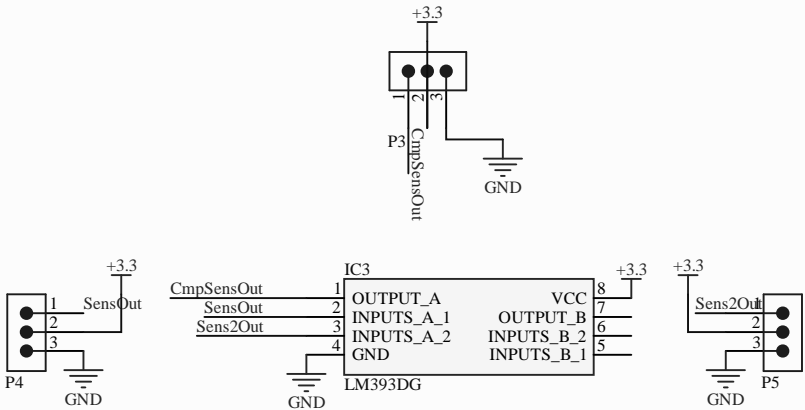 +3.3
1
2
3
P3
CmpSensOut
GND
IC3
+3.3
+3.3
+3.3
CmpSensOut 1 OUTPUT_A VCC 8
1 SensOut
SensOut 2 INPUTS_A_1 OUTPUT_B 7
Sens2Out 1
2
Sens2Out 3 INPUTS_A_2 INPUTS_B_2 6
2
3
4 GND INPUTS_B_1 5
3
P4
GND
GND
LM393DG
GND
P5